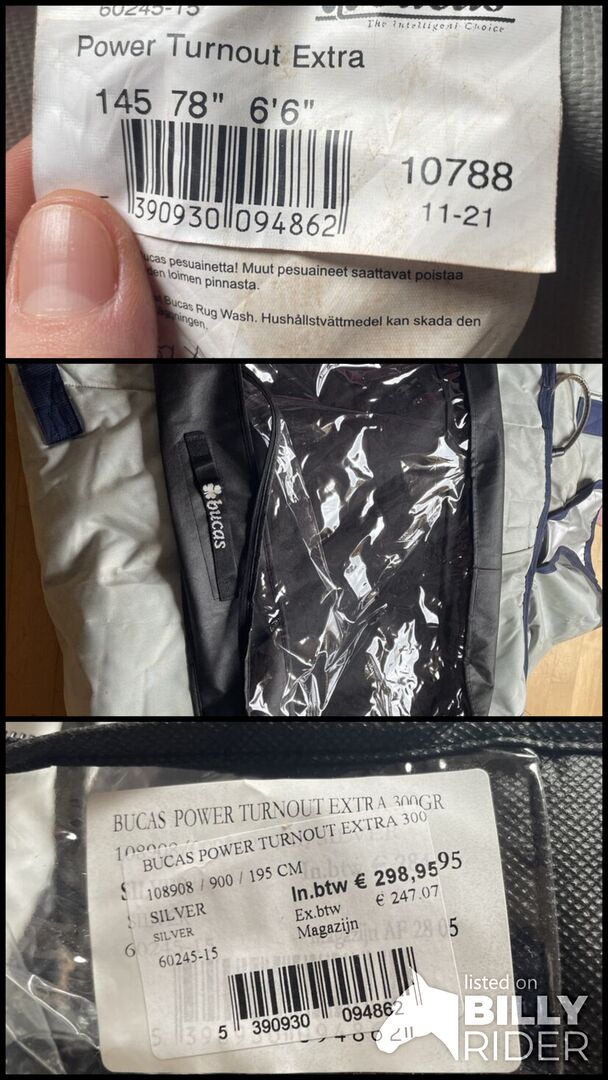 60245-15
The Intelligent Choice
Power Turnout Extra
145 78" 6'6"
10788
11-21
390930 094862
ucas pesuainetta! Muut pesuaineet saattavat poistaa
den loimen pinnasta.
Bucas Rug Wash. Hushållstvättmedel kan skada den
bucas
BUCAS POWER TURNOUT EXTRA 300GR
BUCAS POWER TURNOUT EXTRA 300
108908 / 900 / 195 CM
In.btw € 298,95
95
SILVER
Ex.btw € 247.07
SILVER
Magazijn
60245-15
5
5 390930 094862
listed on
BILLY
RIDER